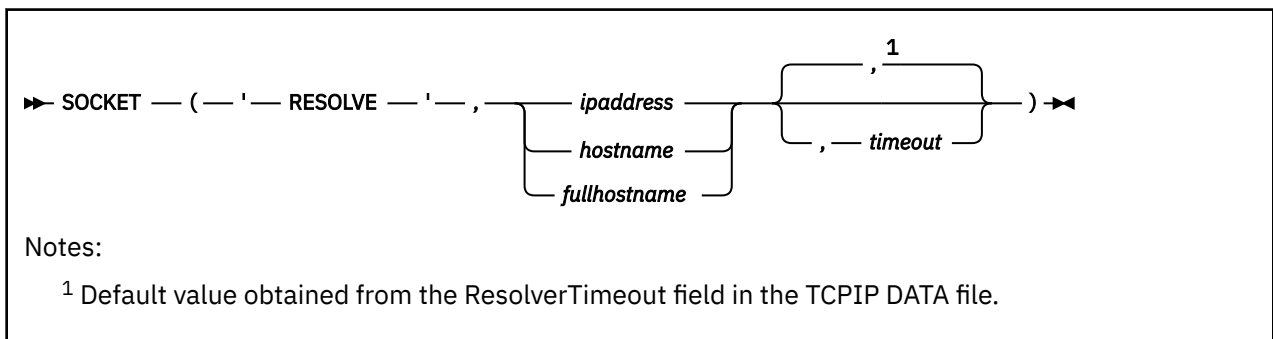 1
,
SOCKET ( ' RESOLVE ' , ipaddress )
hostname , timeout
fullhostname
Notes:
1 Default value obtained from the ResolverTimeout field in the TCPIP DATA file.